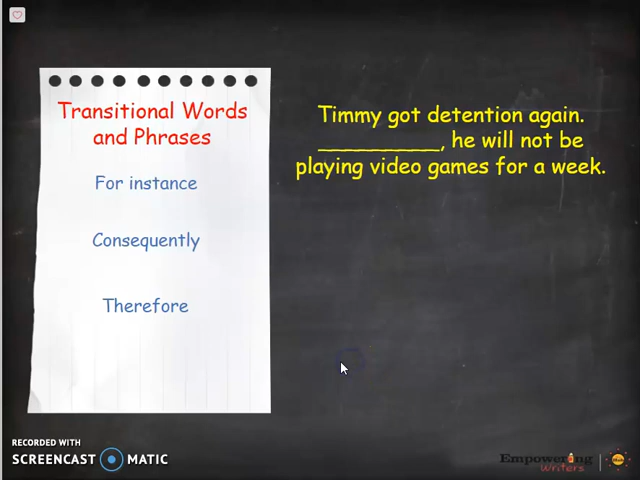 Transitional Words
and Phrases
For instance
Consequently
Therefore
Timmy got detention again.
_________, he will not be
playing video games for a week.
RECORDED WITH
SCREENCAST MATIC
Empowering
Writers